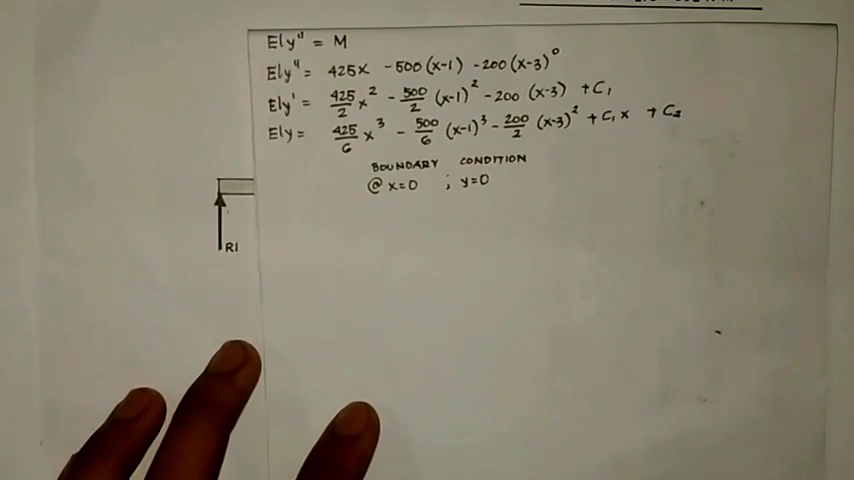 EIy" = M
EIy" = 425x - 500(x-1) - 200(x-3)⁰
EIy' = 425/2 x² - 500/2 (x-1)² - 200(x-3) + C₁
EIy = 425/6 x³ - 500/6 (x-1)³ - 200/2 (x-3)² + C₁x + C₂
BOUNDARY CONDITION
@ x=0 ; y=0
R1